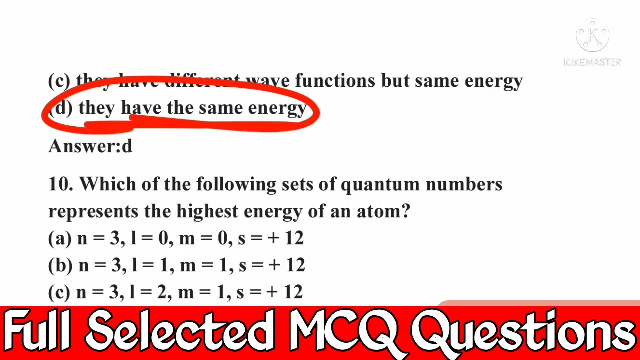 KINEMASTER
(c) they have different wave functions but same energy
(d) they have the same energy
Answer:d
10. Which of the following sets of quantum numbers
represents the highest energy of an atom?
(a) n = 3, l = 0, m = 0, s = + 12
(b) n = 3, l = 1, m = 1, s = + 12
(c) n = 3, l = 2, m = 1, s = + 12
Full Selected MCQ Questions